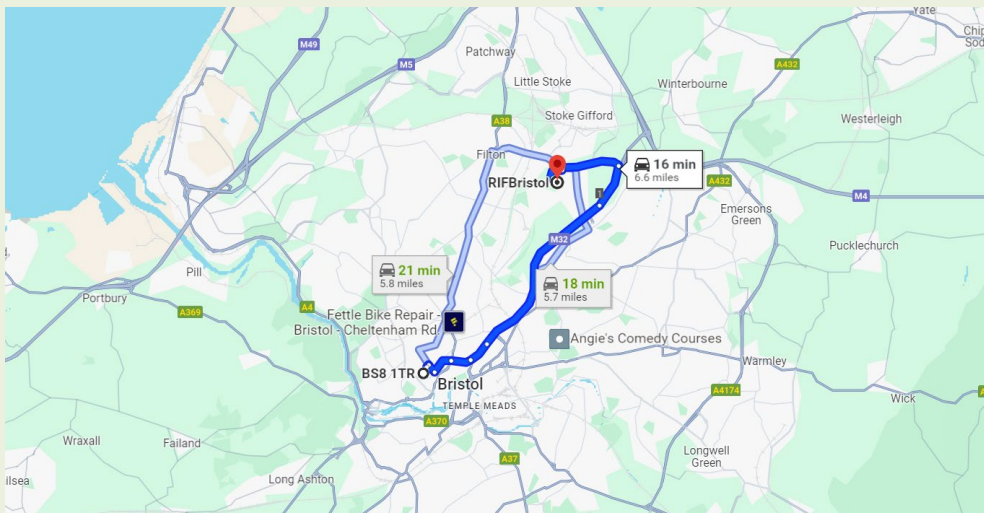 Yate
M49
Patchway
M5
A432
Little Stoke
Winterbourne
Stoke Gifford
Westerleigh
A38
Filton
16 min
6.6 miles
RIFBristol
A432
M4
Emersons
Green
M32
Pucklechurch
21 min
5.8 miles
Pill
18 min
5.7 miles
Portbury
A4
A369
Fettle Bike Repair -
Bristol - Cheltenham Rd
Angie's Comedy Courses
Warmley
BS8 1TR
Bristol
A4174
TEMPLE MEADS
Wick
A370
Wraxall
Failand
A37
Longwell
Green
Long Ashton